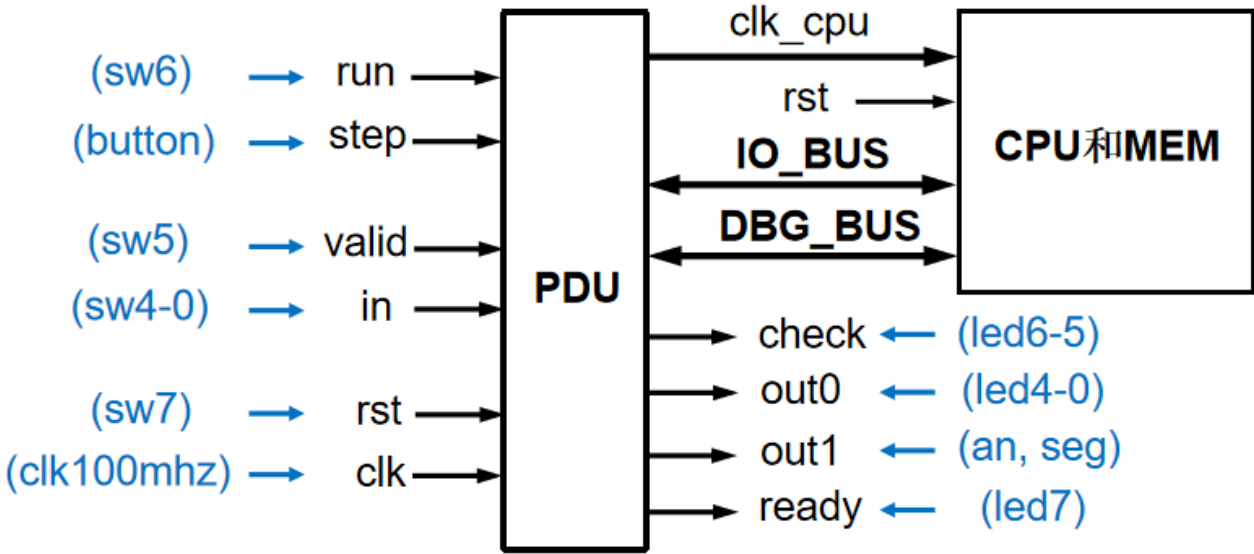 (sw6) run
(button) step
(sw5) valid
(sw4-0) in
(sw7) rst
(clk100mhz) clk
PDU
clk_cpu
rst
IO_BUS
DBG_BUS
CPU和MEM
check (led6-5)
out0 (led4-0)
out1 (an, seg)
ready (led7)